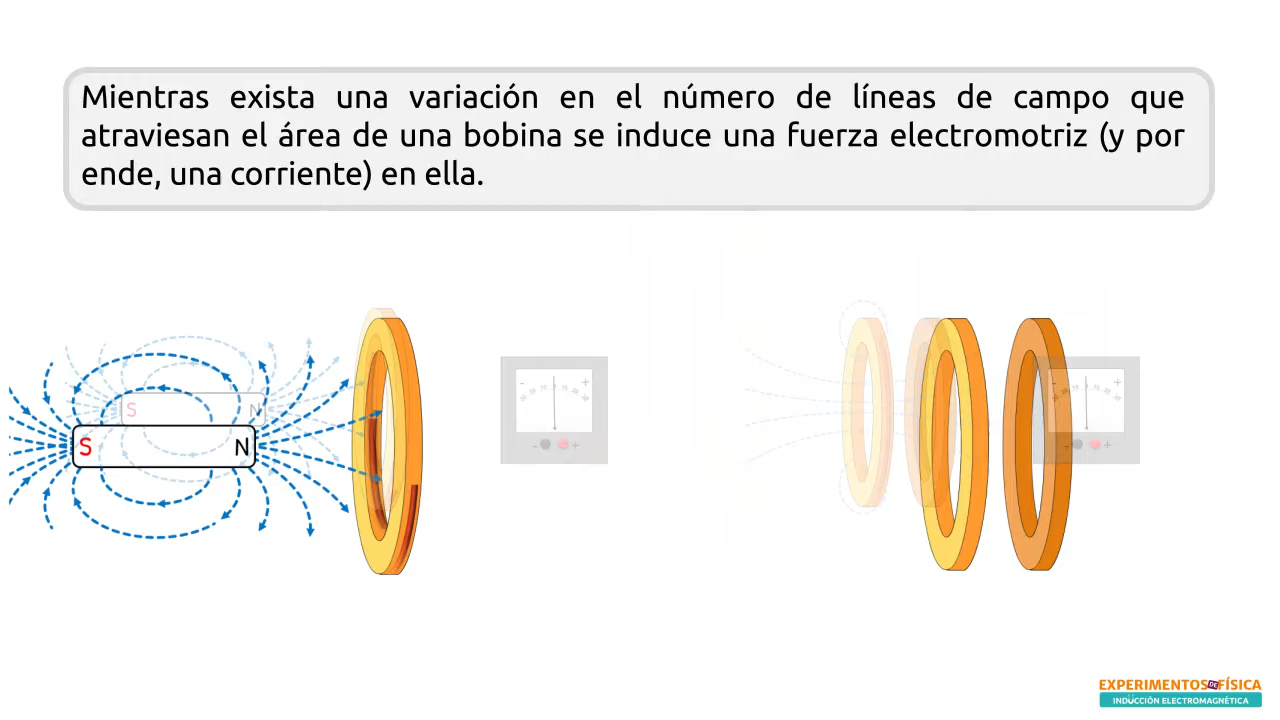 Mientras exista una variación en el número de líneas de campo que
atraviesan el área de una bobina se induce una fuerza electromotriz (y por
ende, una corriente) en ella.
S N
S N
- +
- +
- +
- +
EXPERIMENTOS DE FÍSICA
INDUCCIÓN ELECTROMAGNÉTICA